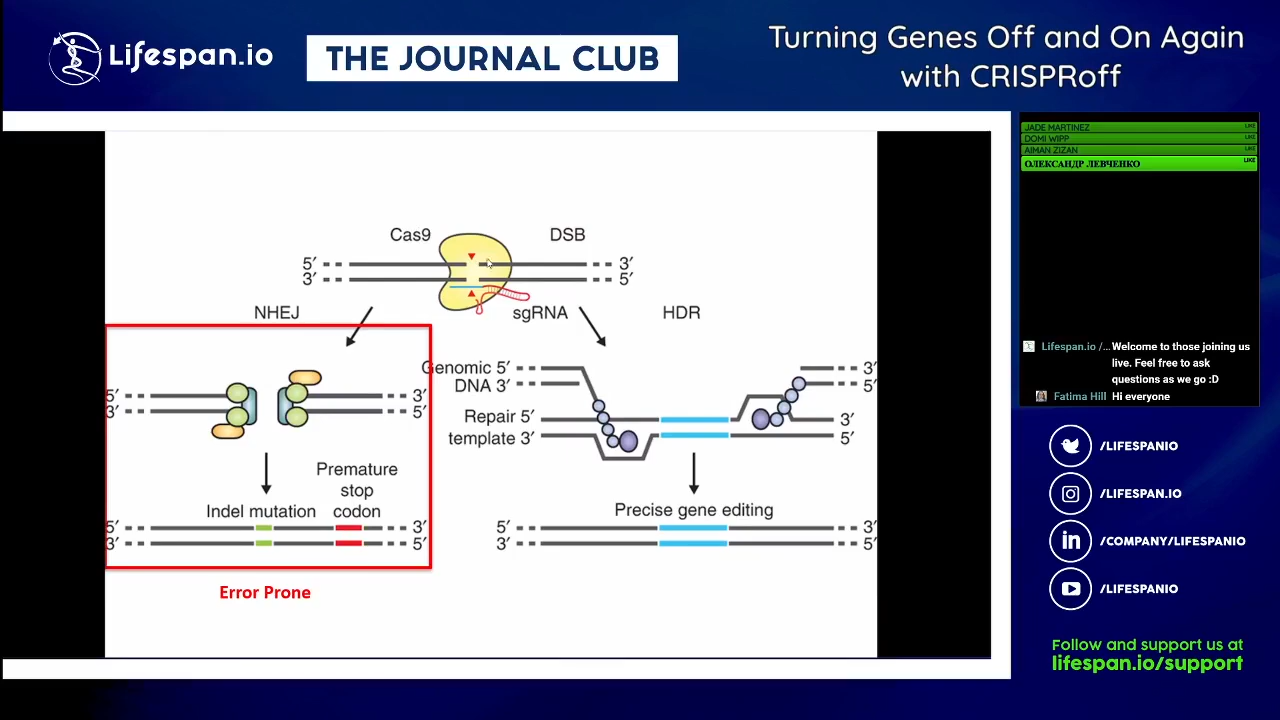 Lifespan.io
THE JOURNAL CLUB
Turning Genes Off and On Again
with CRISPRoff
JADE MARTINEZ LIKE
DOMI WIPP LIKE
AIMAN ZIZAN LIKE
ОЛЕКСАНДР ЛЕВЧЕНКО LIKE
Cas9 DSB
5′ 3′
3′ 5′
NHEJ sgRNA HDR
Genomic 5′ 3′
DNA 3′ 5′
5′ 3′
3′ 5′
Repair 5′ 3′
template 3′ 5′
Premature
stop
Indel mutation codon
5′ 3′
3′ 5′
Precise gene editing
5′ 3′
3′ 5′
Error Prone
Lifespan.io /... Welcome to those joining us
live. Feel free to ask
questions as we go :D
Fatima Hill Hi everyone
/LIFESPANIO
/LIFESPAN.IO
/COMPANY/LIFESPANIO
/LIFESPANIO
Follow and support us at
lifespan.io/support